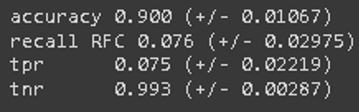 accuracy 0.900 (+/- 0.01067)
recall RFC 0.076 (+/- 0.02975)
tpr      0.075 (+/- 0.02219)
tnr      0.993 (+/- 0.00287)